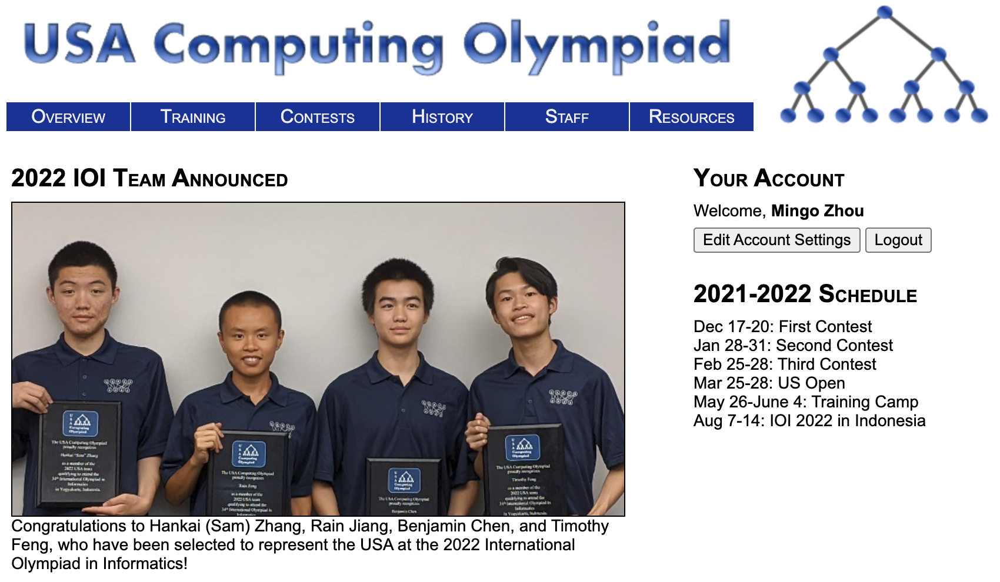 USA Computing Olympiad
OVERVIEW
TRAINING
CONTESTS
HISTORY
STAFF
RESOURCES
2022 IOI TEAM ANNOUNCED
USA
Computing
Olympiad
The USA Computing Olympiad
proudly recognizes
Hankai "Sam" Zhang
as a member of the
2022 USA team
qualifying to attend the
34th International Olympiad in
Informatics
in Yogyakarta, Indonesia.
USA
Computing
Olympiad
The USA Computing Olympiad
proudly recognizes
Rain Jiang
as a member of the
2022 USA team
qualifying to attend the
34th International Olympiad in
USA
Computing
Olympiad
The USA Computing Olympiad
proudly recognizes
Benjamin Chen
USA
Computing
Olympiad
The USA Computing Olympiad
proudly recognizes
Timothy Feng
as a member of the
2022 USA team
qualifying to attend the
34th International Olympiad in
Informatics
in Yogyakarta, Indonesia.
Congratulations to Hankai (Sam) Zhang, Rain Jiang, Benjamin Chen, and Timothy
Feng, who have been selected to represent the USA at the 2022 International
Olympiad in Informatics!
YOUR ACCOUNT
Welcome, Mingo Zhou
Edit Account Settings
Logout
2021-2022 SCHEDULE
Dec 17-20: First Contest
Jan 28-31: Second Contest
Feb 25-28: Third Contest
Mar 25-28: US Open
May 26-June 4: Training Camp
Aug 7-14: IOI 2022 in Indonesia